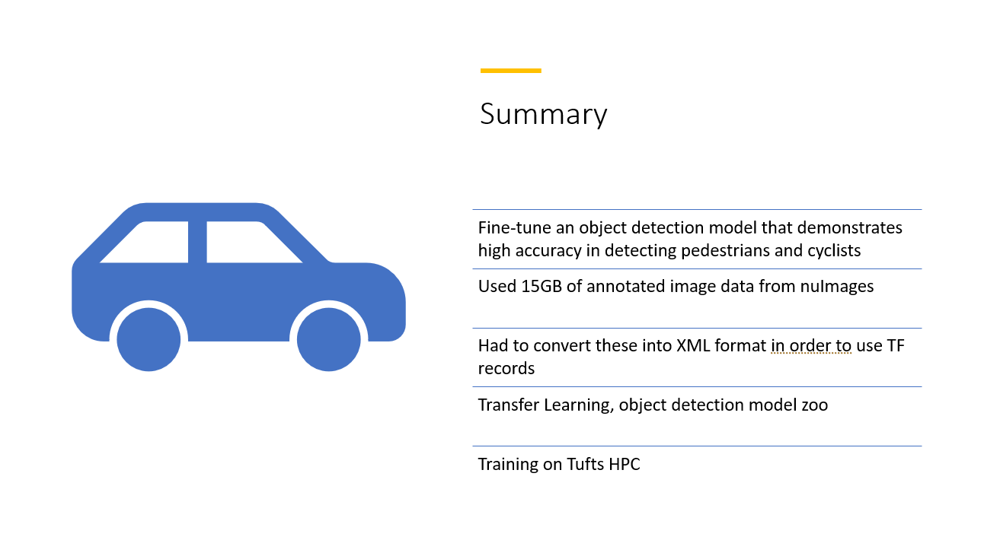 Summary
Fine-tune an object detection model that demonstrates
high accuracy in detecting pedestrians and cyclists
Used 15GB of annotated image data from nuImages
Had to convert these into XML format in order to use TF
records
Transfer Learning, object detection model zoo
Training on Tufts HPC